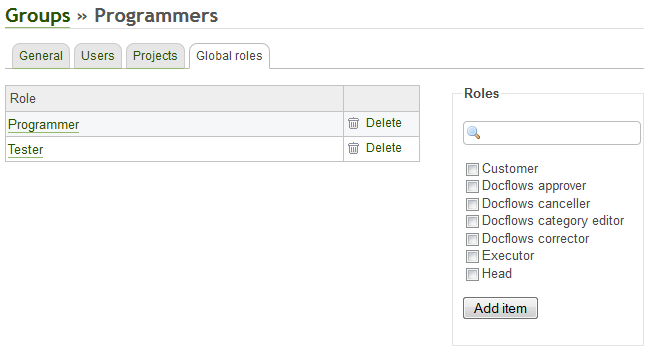 Groups » Programmers
General Users Projects Global roles
Role
Programmer Delete
Tester Delete
Roles
Customer
Docflows approver
Docflows canceller
Docflows category editor
Docflows corrector
Executor
Head
Add item